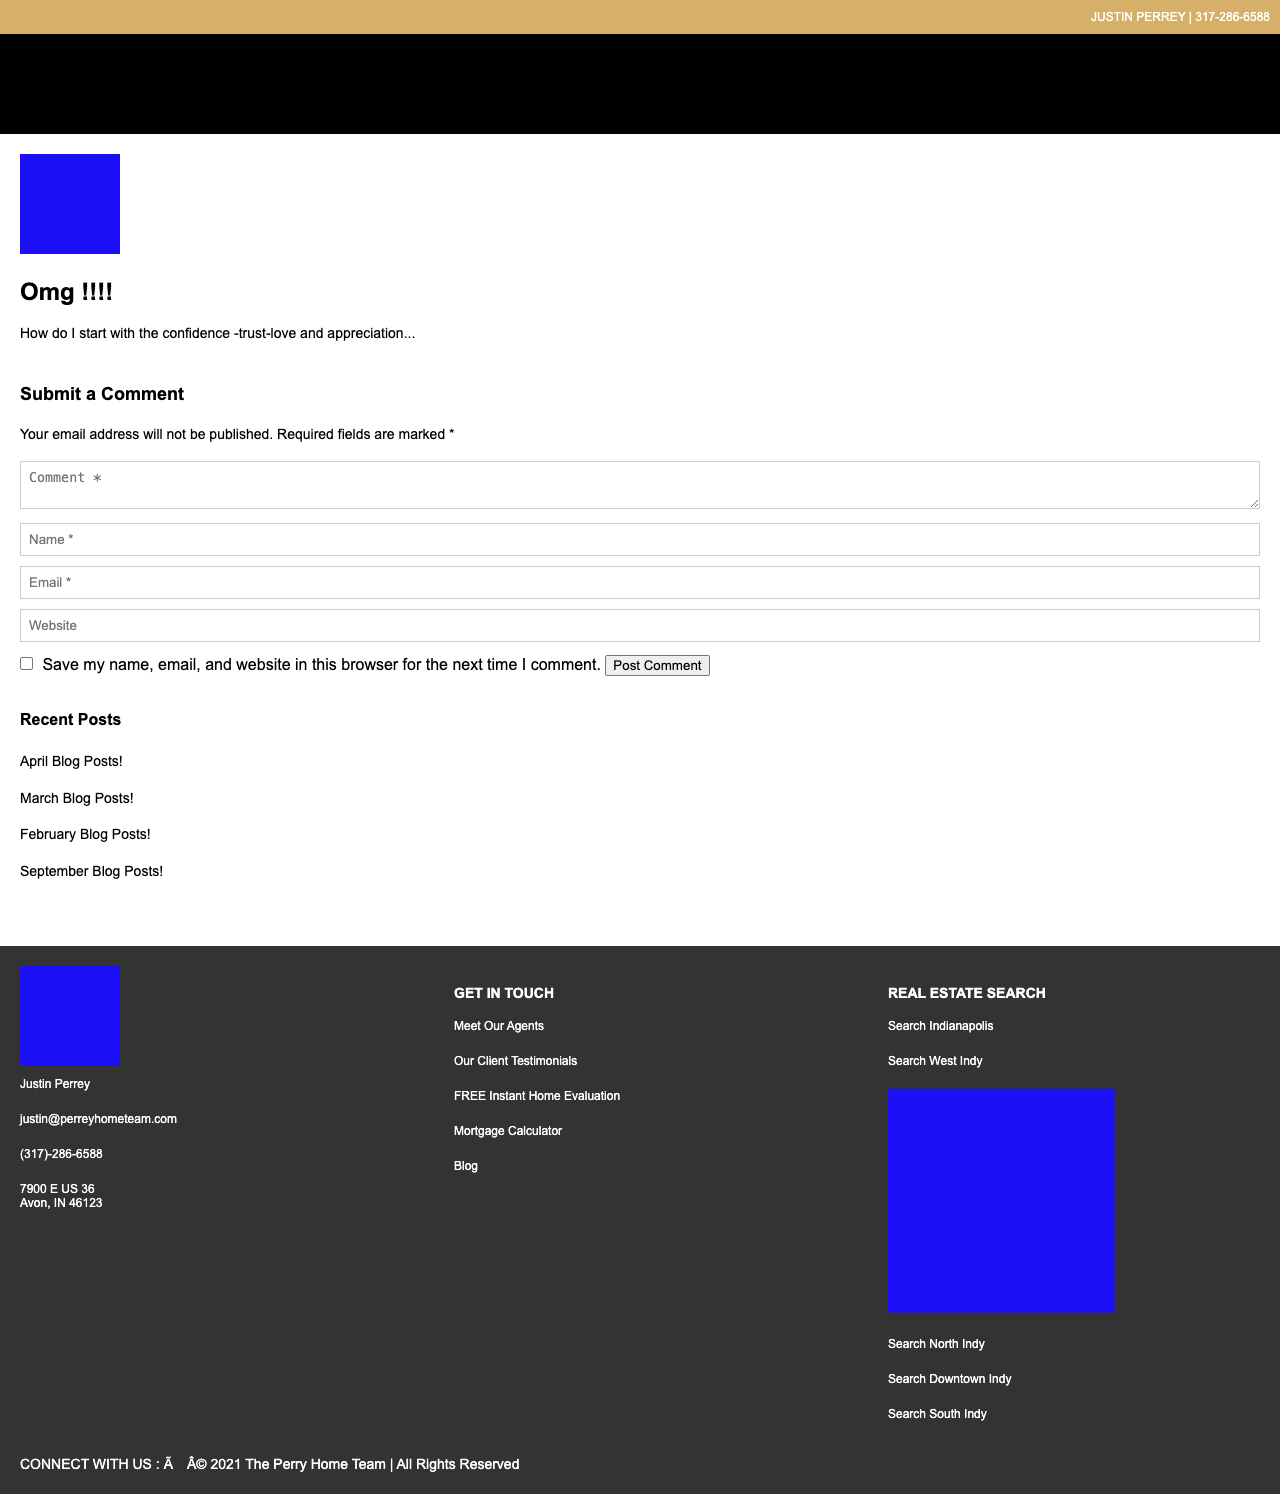 JUSTIN PERREY | 317-286-6588
Omg !!!!
How do I start with the confidence -trust-love and appreciation...
Submit a Comment
Your email address will not be published. Required fields are marked *
Comment *
Name *
Email *
Website
Save my name, email, and website in this browser for the next time I comment. Post Comment
Recent Posts
April Blog Posts!
March Blog Posts!
February Blog Posts!
September Blog Posts!
Justin Perrey
justin@perreyhometeam.com
(317)-286-6588
7900 E US 36
Avon, IN 46123
GET IN TOUCH
Meet Our Agents
Our Client Testimonials
FREE Instant Home Evaluation
Mortgage Calculator
Blog
REAL ESTATE SEARCH
Search Indianapolis
Search West Indy
Search North Indy
Search Downtown Indy
Search South Indy
CONNECT WITH US : Ã Â© 2021 The Perry Home Team | All Rights Reserved